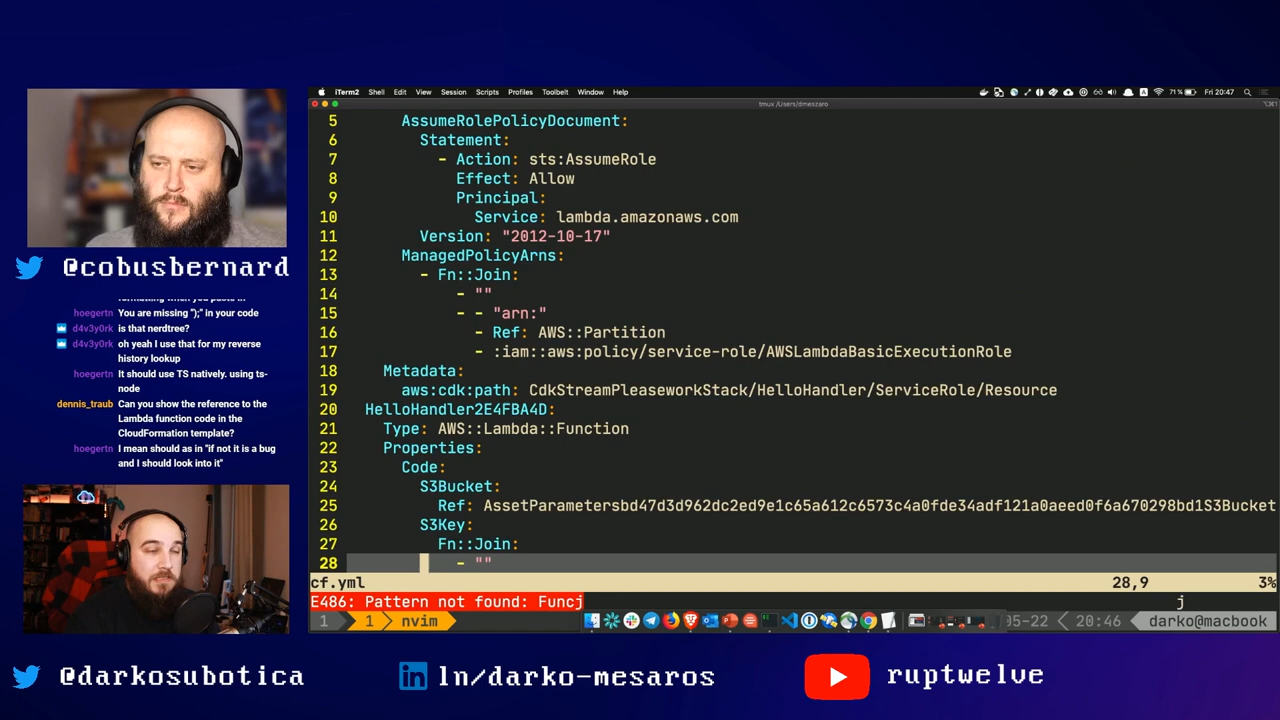 iTerm2 Shell Edit View Session Scripts Profiles Toolbelt Window Help
71% Fri 20:47
tmux /Users/dmeszaro
5 AssumeRolePolicyDocument:
6 Statement:
7 - Action: sts:AssumeRole
8 Effect: Allow
9 Principal:
10 Service: lambda.amazonaws.com
11 Version: "2012-10-17"
12 ManagedPolicyArns:
13 - Fn::Join:
14 - ""
15 - - "arn:"
16 - Ref: AWS::Partition
17 - :iam::aws:policy/service-role/AWSLambdaBasicExecutionRole
18 Metadata:
19 aws:cdk:path: CdkStreamPleaseworkStack/HelloHandler/ServiceRole/Resource
20 HelloHandler2E4FBA4D:
21 Type: AWS::Lambda::Function
22 Properties:
23 Code:
24 S3Bucket:
25 Ref: AssetParametersbd47d3d962dc2ed9e1c65a612c6573c4a0fde34adf121a0aeed0f6a670298bd1S3Bucket
26 S3Key:
27 Fn::Join:
28 - ""
cf.yml 28,9 3%
E486: Pattern not found: Funcj j
1 1 nvim 05-22 20:46 darko@macbook
@cobusbernard
hoegertn You are missing ");" in your code
d4v3y0rk is that nerdtree?
d4v3y0rk oh yeah I use that for my reverse
history lookup
hoegertn It should use TS natively. using ts-
node
dennis_traub Can you show the reference to the
Lambda function code in the
CloudFormation template?
hoegertn I mean should as in "if not it is a bug
and I should look into it"
@darkosubotica
ln/darko-mesaros
ruptwelve